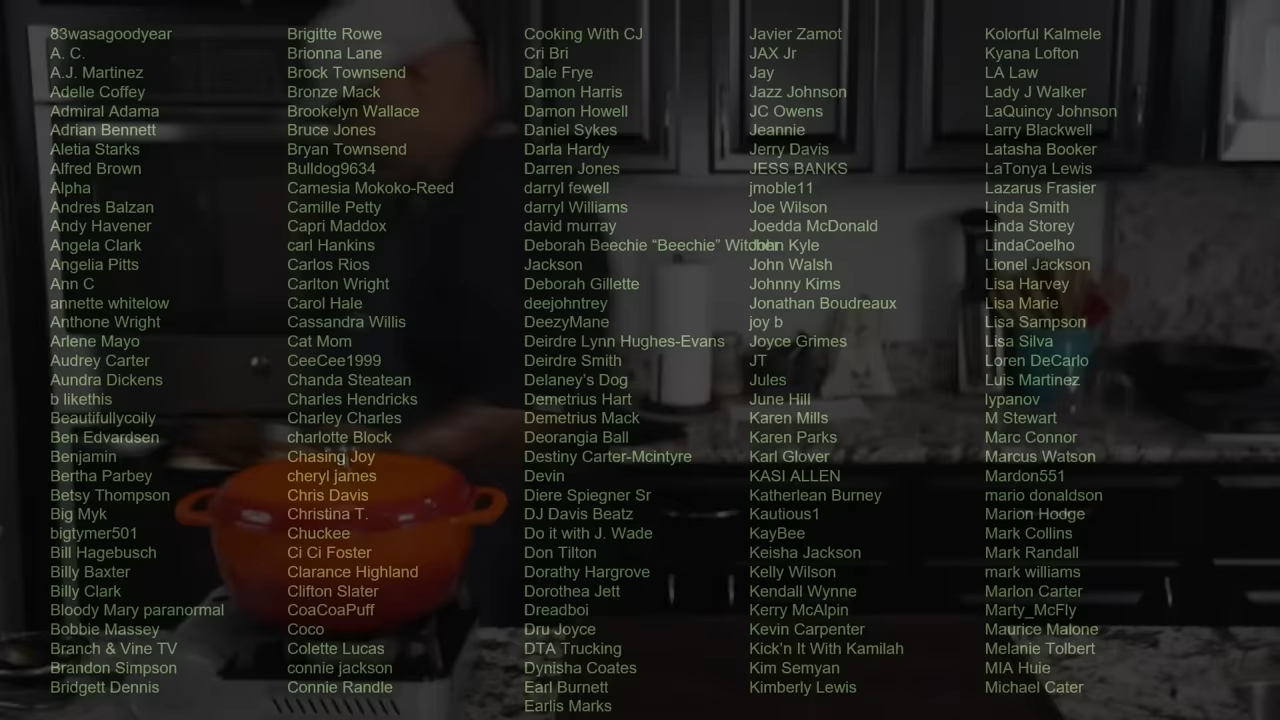 83wasagoodyear
A. C.
A.J. Martinez
Adelle Coffey
Admiral Adama
Adrian Bennett
Aletia Starks
Alfred Brown
Alpha
Andres Balzan
Andy Havener
Angela Clark
Angelia Pitts
Ann C
annette whitelow
Anthone Wright
Arlene Mayo
Audrey Carter
Aundra Dickens
b likethis
Beautifullycoily
Ben Edvardsen
Benjamin
Bertha Parbey
Betsy Thompson
Big Myk
bigtymer501
Bill Hagebusch
Billy Baxter
Billy Clark
Bloody Mary paranormal
Bobbie Massey
Branch & Vine TV
Brandon Simpson
Bridgett Dennis
Brigitte Rowe
Brionna Lane
Brock Townsend
Bronze Mack
Brookelyn Wallace
Bruce Jones
Bryan Townsend
Bulldog9634
Camesia Mokoko-Reed
Camille Petty
Capri Maddox
carl Hankins
Carlos Rios
Carlton Wright
Carol Hale
Cassandra Willis
Cat Mom
CeeCee1999
Chanda Steatean
Charles Hendricks
Charley Charles
charlotte Block
Chasing Joy
cheryl james
Chris Davis
Christina T.
Chuckee
Ci Ci Foster
Clarance Highland
Clifton Slater
CoaCoaPuff
Coco
Colette Lucas
connie jackson
Connie Randle
Cooking With CJ
Cri Bri
Dale Frye
Damon Harris
Damon Howell
Daniel Sykes
Darla Hardy
Darren Jones
darryl fewell
darryl Williams
david murray
Deborah Beechie “Beechie”
Jackson
Deborah Gillette
deejohntrey
DeezyMane
Deirdre Lynn Hughes-Evans
Deirdre Smith
Delaney’s Dog
Demetrius Hart
Demetrius Mack
Deorangia Ball
Destiny Carter-Mcintyre
Devin
Diere Spiegner Sr
DJ Davis Beatz
Do it with J. Wade
Don Tilton
Dorathy Hargrove
Dorothea Jett
Dreadboi
Dru Joyce
DTA Trucking
Dynisha Coates
Earl Burnett
Earlis Marks
Javier Zamot
JAX Jr
Jay
Jazz Johnson
JC Owens
Jeannie
Jerry Davis
JESS BANKS
jmoble11
Joe Wilson
Joedda McDonald
John Kyle
John Walsh
Johnny Kims
Jonathan Boudreaux
joy b
Joyce Grimes
JT
Jules
June Hill
Karen Mills
Karen Parks
Karl Glover
KASI ALLEN
Katherlean Burney
Kautious1
KayBee
Keisha Jackson
Kelly Wilson
Kendall Wynne
Kerry McAlpin
Kevin Carpenter
Kick’n It With Kamilah
Kim Semyan
Kimberly Lewis
Kolorful Kalmele
Kyana Lofton
LA Law
Lady J Walker
LaQuincy Johnson
Larry Blackwell
Latasha Booker
LaTonya Lewis
Lazarus Frasier
Linda Smith
Linda Storey
LindaCoelho
Lionel Jackson
Lisa Harvey
Lisa Marie
Lisa Sampson
Lisa Silva
Loren DeCarlo
Luis Martinez
lypanov
M Stewart
Marc Connor
Marcus Watson
Mardon551
mario donaldson
Marion Hodge
Mark Collins
Mark Randall
mark williams
Marlon Carter
Marty_McFly
Maurice Malone
Melanie Tolbert
MIA Huie
Michael Cater